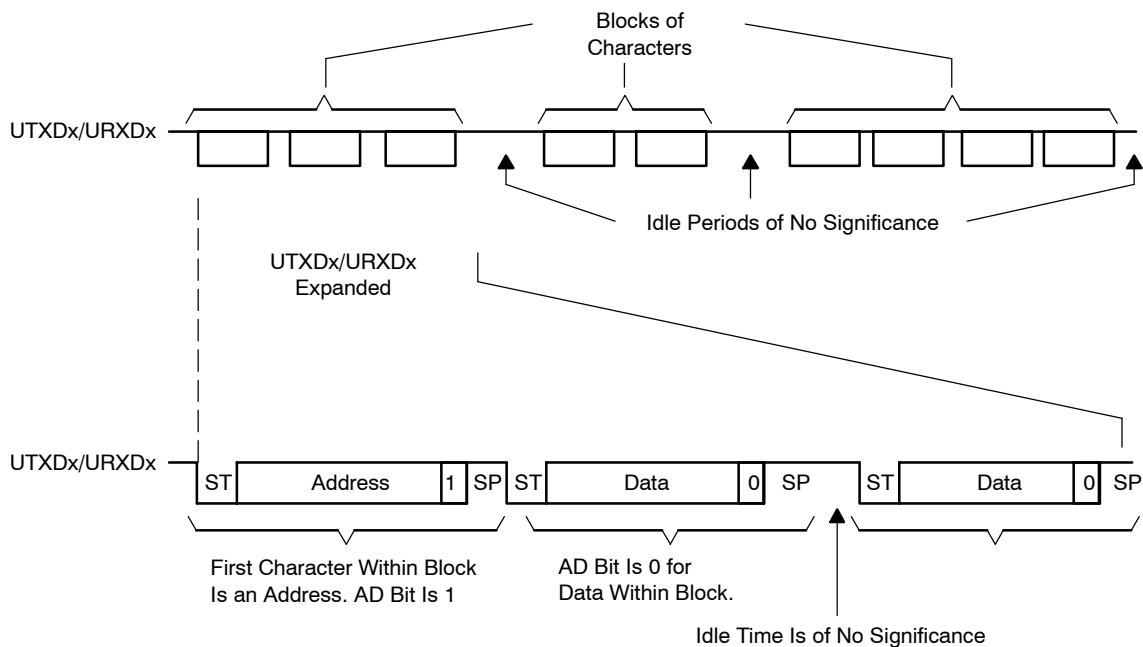 Blocks of
Characters
UTXDx/URXDx
Idle Periods of No Significance
UTXDx/URXDx
Expanded
UTXDx/URXDx
ST Address 1 SP ST Data 0 SP ST Data 0 SP
First Character Within Block
Is an Address. AD Bit Is 1
AD Bit Is 0 for
Data Within Block.
Idle Time Is of No Significance